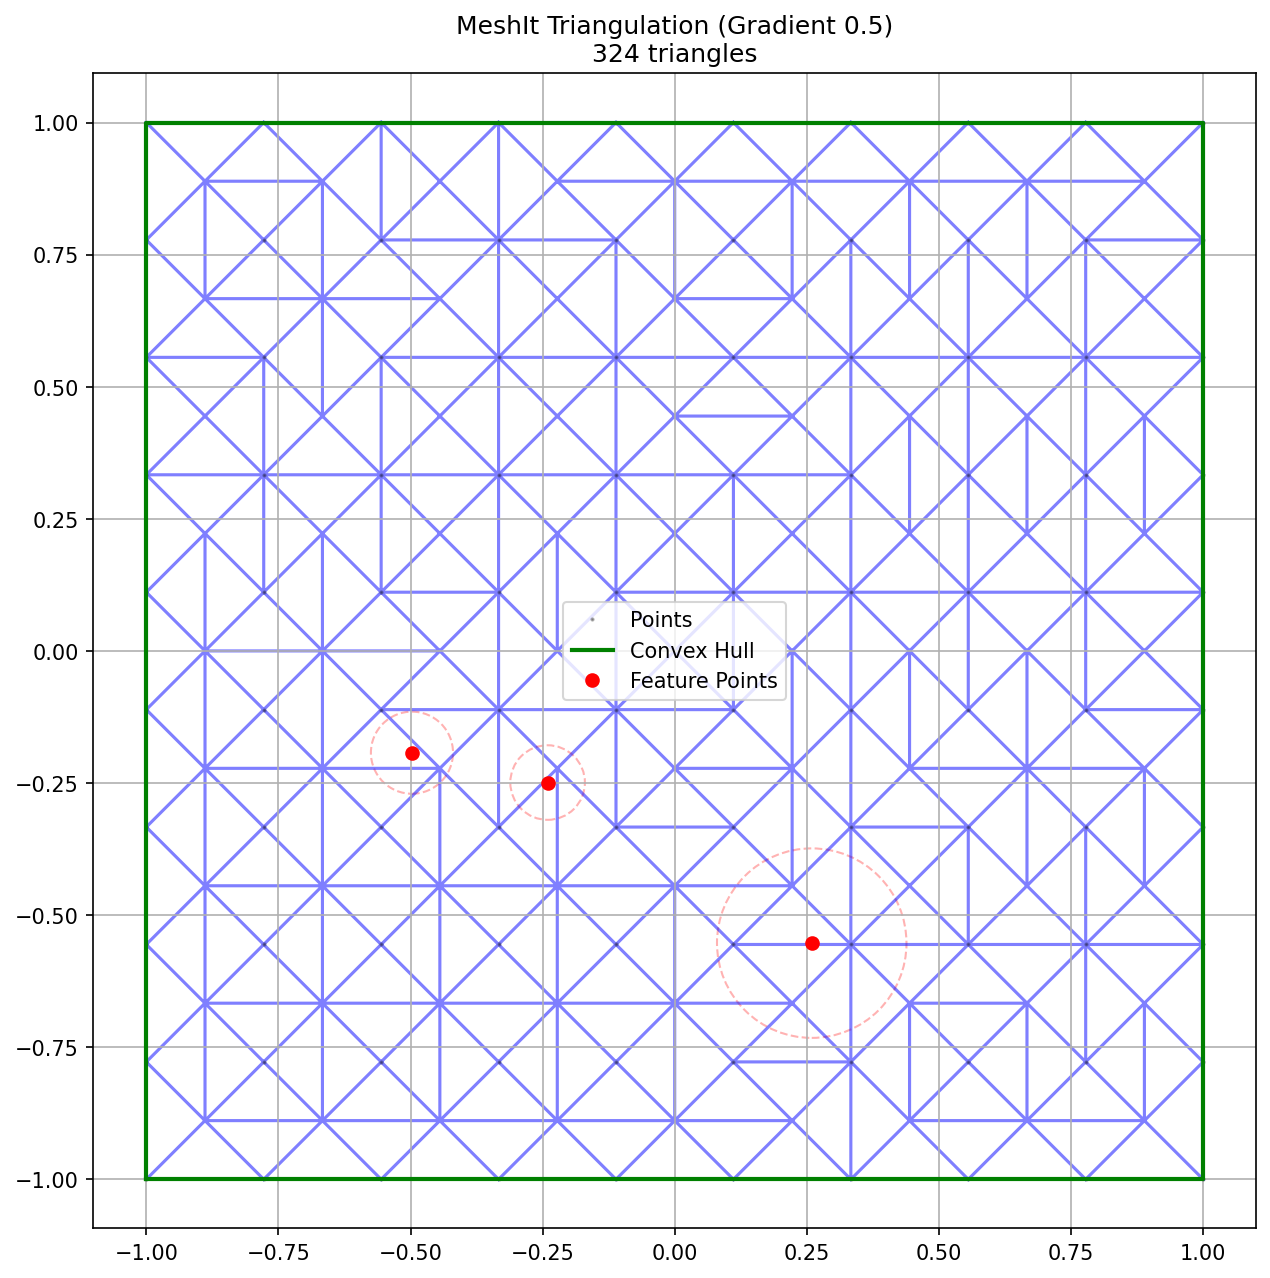 MeshIt Triangulation (Gradient 0.5)
324 triangles
1.00
0.75
0.50
0.25
0.00
−0.25
−0.50
−0.75
−1.00
Points
Convex Hull
Feature Points
−1.00 −0.75 −0.50 −0.25 0.00 0.25 0.50 0.75 1.00